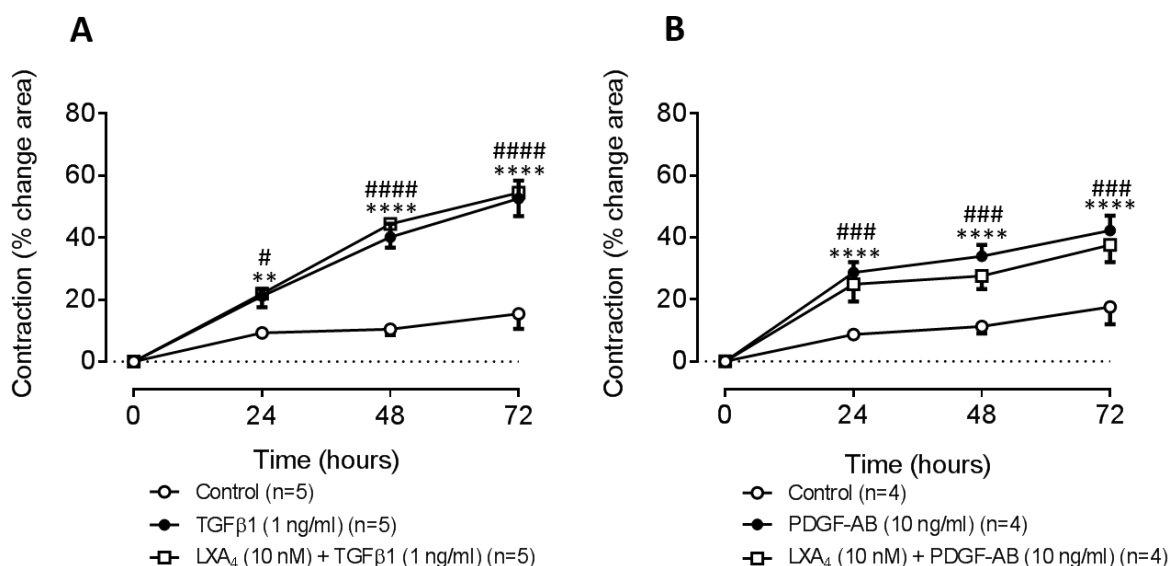 A
Contraction (% change area)
80
60
40
20
0
#
**
####
****
####
****
0 24 48 72
Time (hours)
Control (n=5)
TGFβ1 (1 ng/ml) (n=5)
LXA₄ (10 nM) + TGFβ1 (1 ng/ml) (n=5)
B
Contraction (% change area)
80
60
40
20
0
###
****
###
****
###
****
0 24 48 72
Time (hours)
Control (n=4)
PDGF-AB (10 ng/ml) (n=4)
LXA₄ (10 nM) + PDGF-AB (10 ng/ml) (n=4)